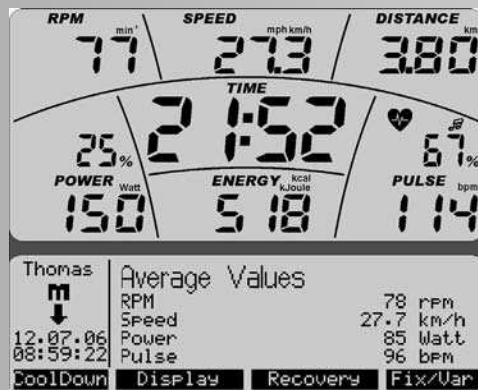 RPM SPEED DISTANCE
min⁻ mph km/h km
77 27.3 3.80
TIME
21:52
25% 67%
POWER Watt ENERGY kcal kJoule PULSE bpm
150 518 114
Thomas
m
12.07.06
08:59:22
Average Values
RPM 78 rpm
Speed 27.7 km/h
Power 85 Watt
Pulse 96 bpm
CoolDown Display Recovery Fix/Var